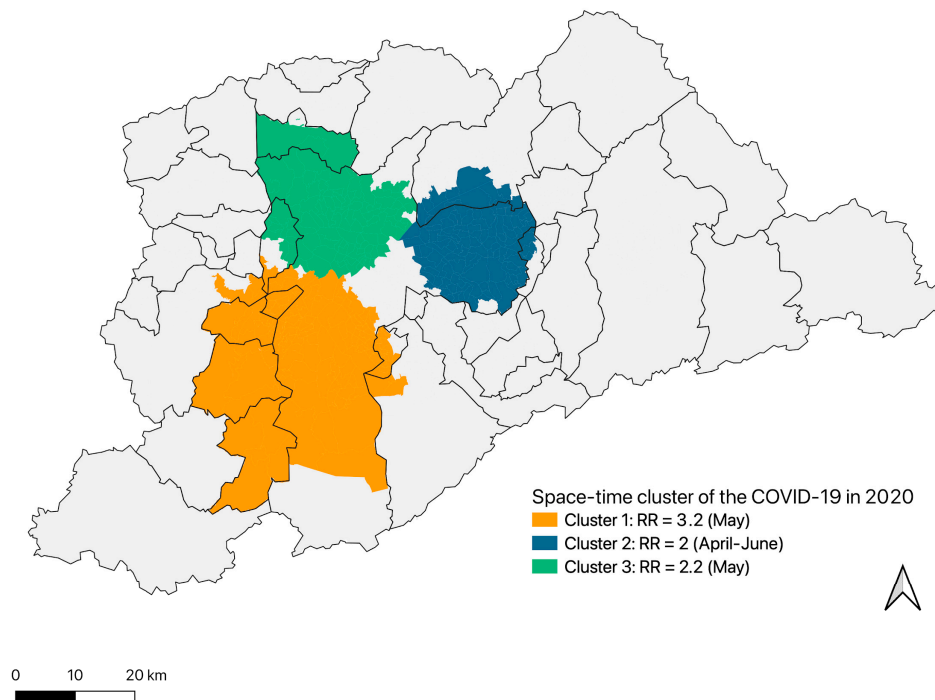 Space-time cluster of the COVID-19 in 2020
Cluster 1: RR = 3.2 (May)
Cluster 2: RR = 2 (April-June)
Cluster 3: RR = 2.2 (May)
0 10 20 km